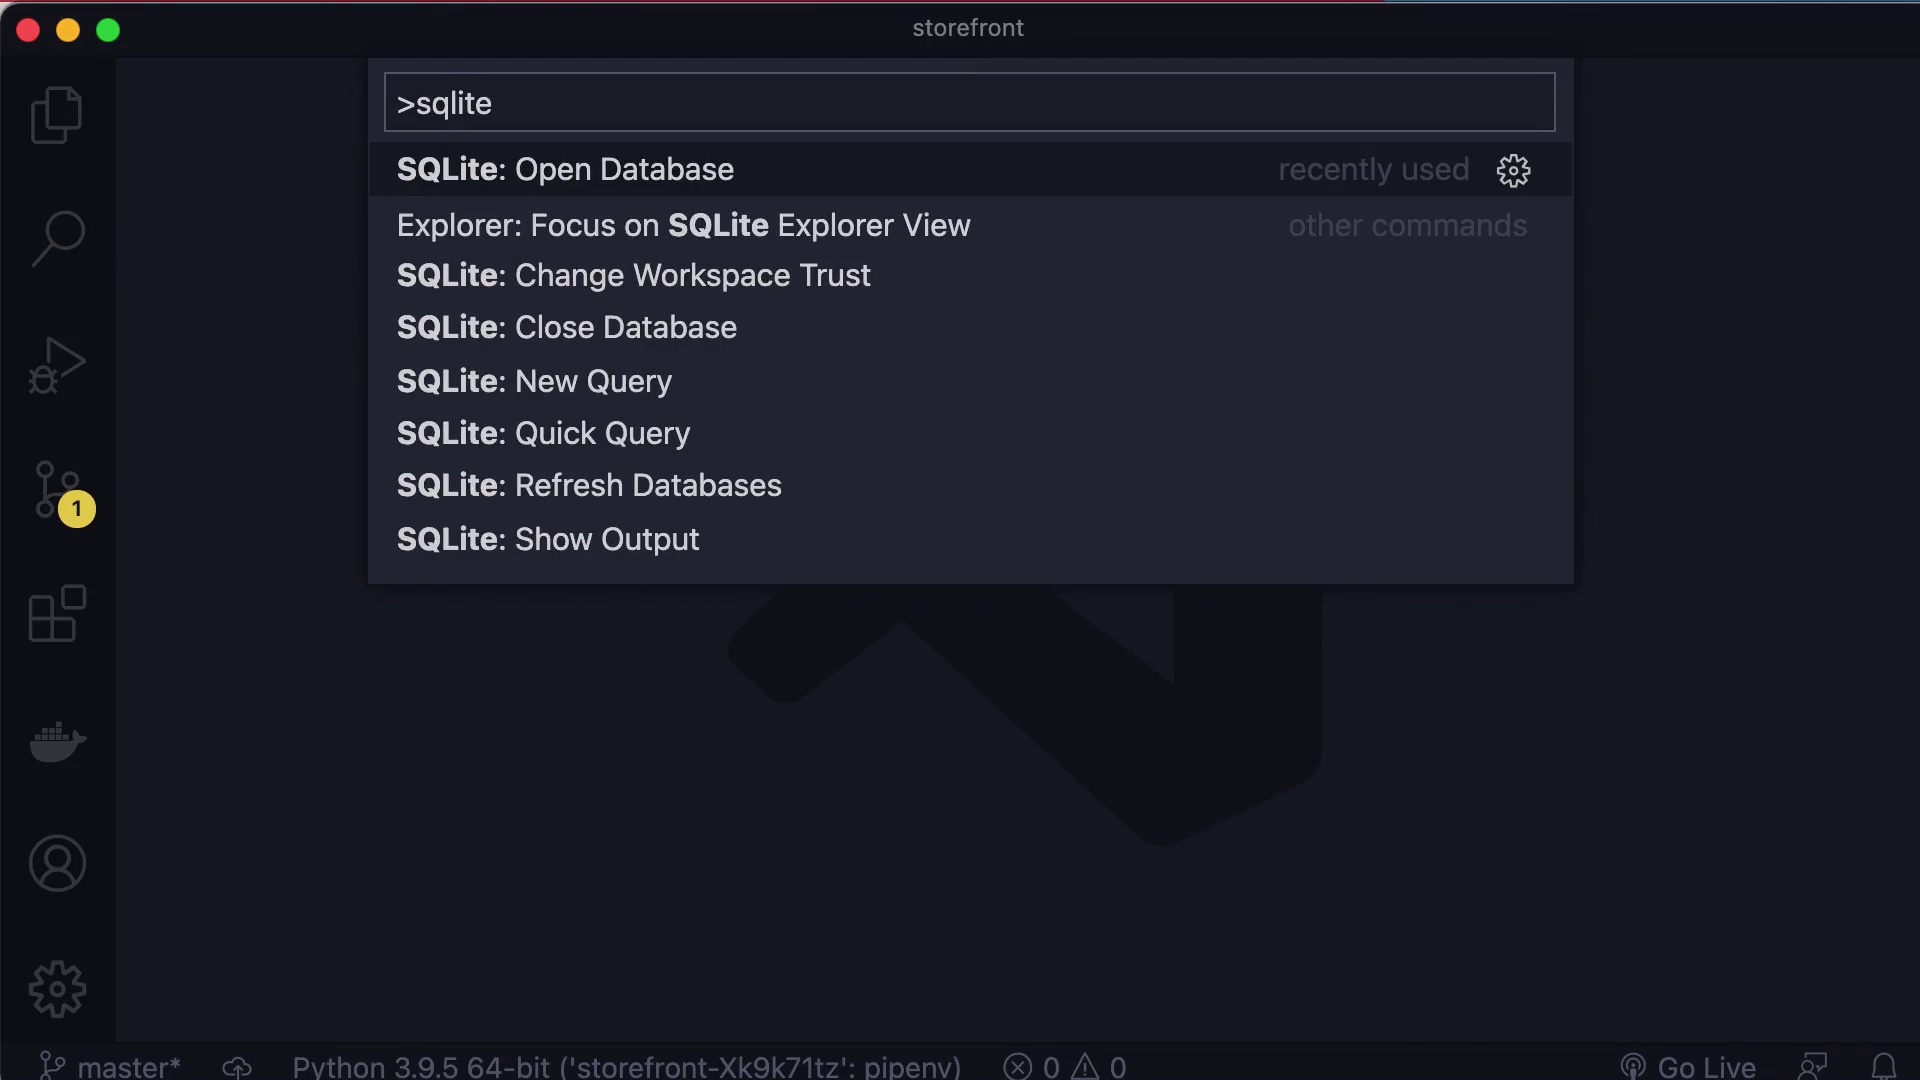 storefront
>sqlite
SQLite: Open Database recently used
Explorer: Focus on SQLite Explorer View other commands
SQLite: Change Workspace Trust
SQLite: Close Database
SQLite: New Query
SQLite: Quick Query
SQLite: Refresh Databases
SQLite: Show Output
1
master* Python 3.9.5 64-bit ('storefront-Xk9k71tz': pipenv) 0 0 Go Live